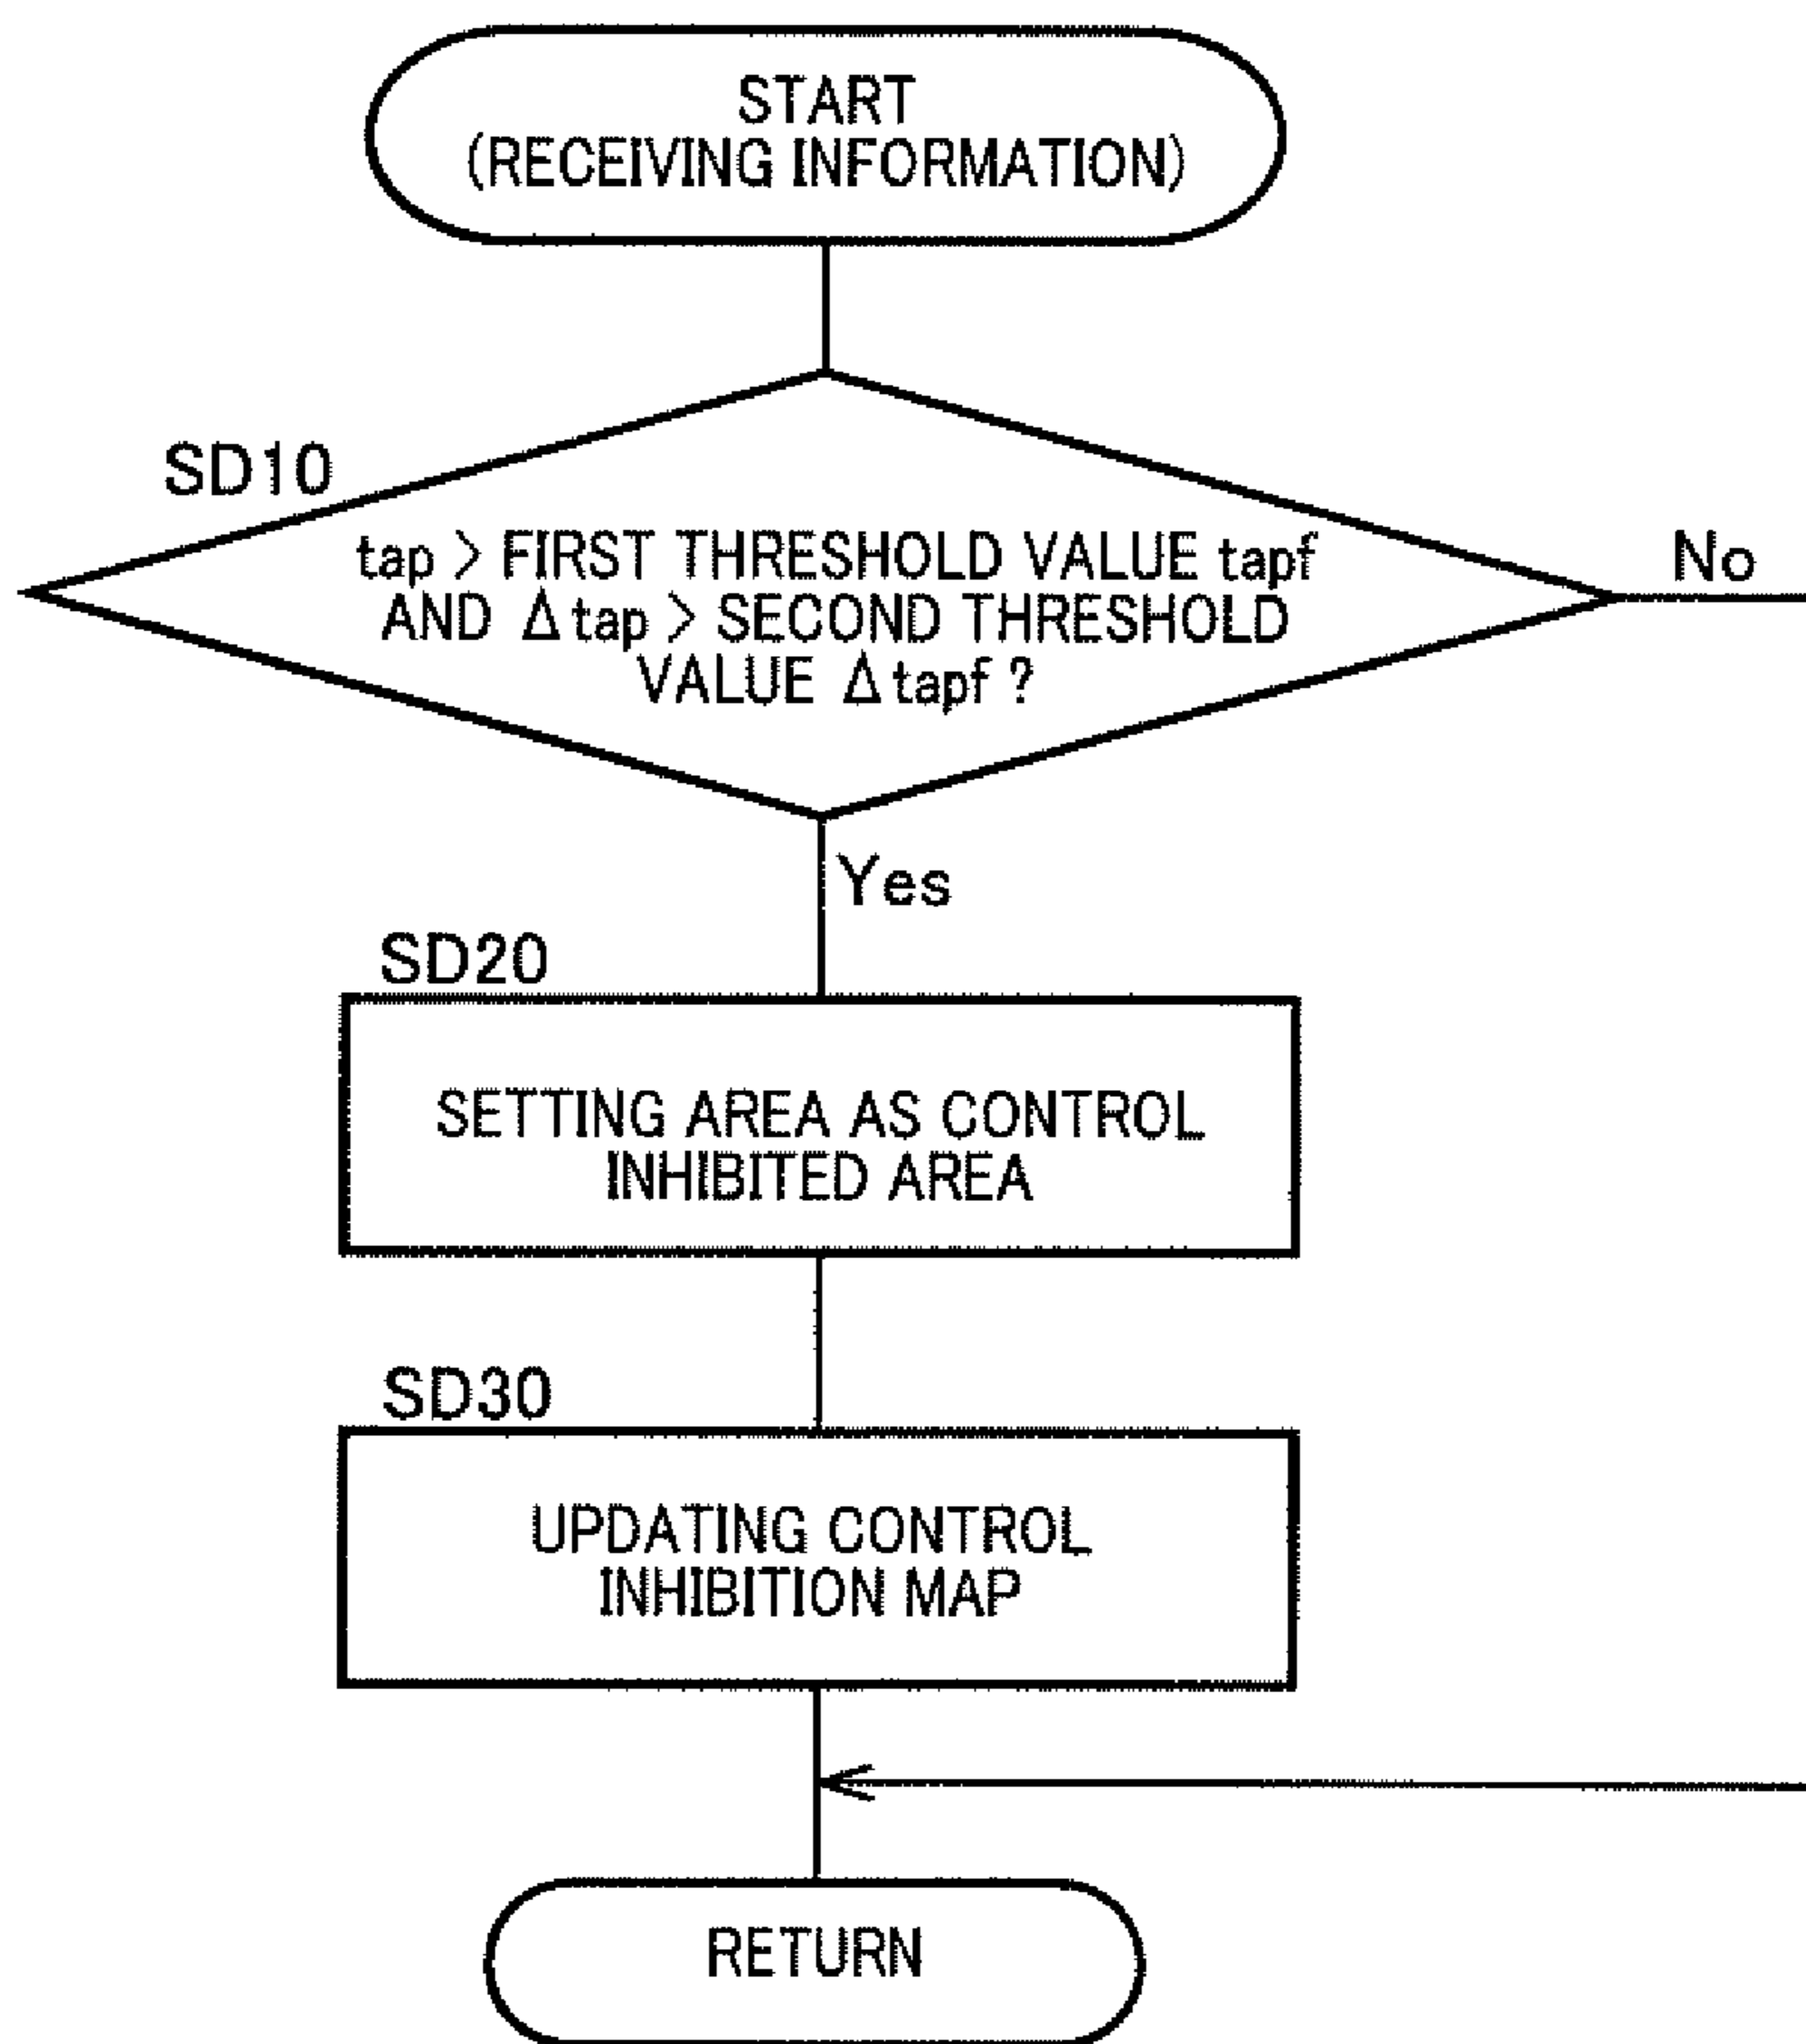 START
(RECEIVING INFORMATION)
SD10
tap > FIRST THRESHOLD VALUE tapf
AND Δtap > SECOND THRESHOLD
VALUE Δtapf ?
No
Yes
SD20
SETTING AREA AS CONTROL
INHIBITED AREA
SD30
UPDATING CONTROL
INHIBITION MAP
RETURN